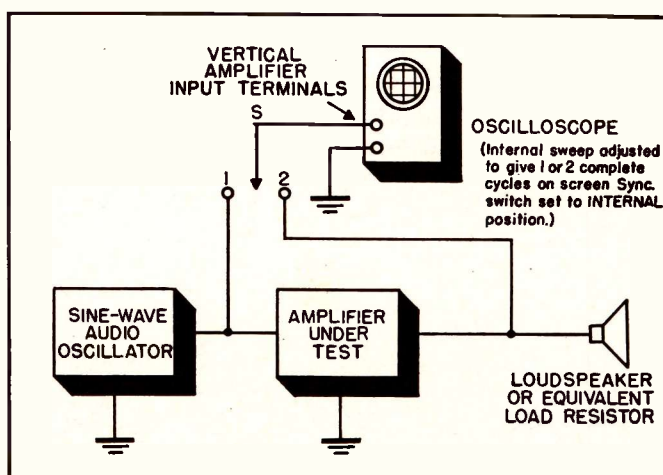 VERTICAL
AMPLIFIER
INPUT TERMINALS
S
OSCILLOSCOPE
(Internal sweep adjusted
to give 1 or 2 complete
cycles on screen Sync.
switch set to INTERNAL
position.)
1
2
SINE-WAVE
AUDIO
OSCILLATOR
AMPLIFIER
UNDER
TEST
LOUDSPEAKER
OR EQUIVALENT
LOAD RESISTOR